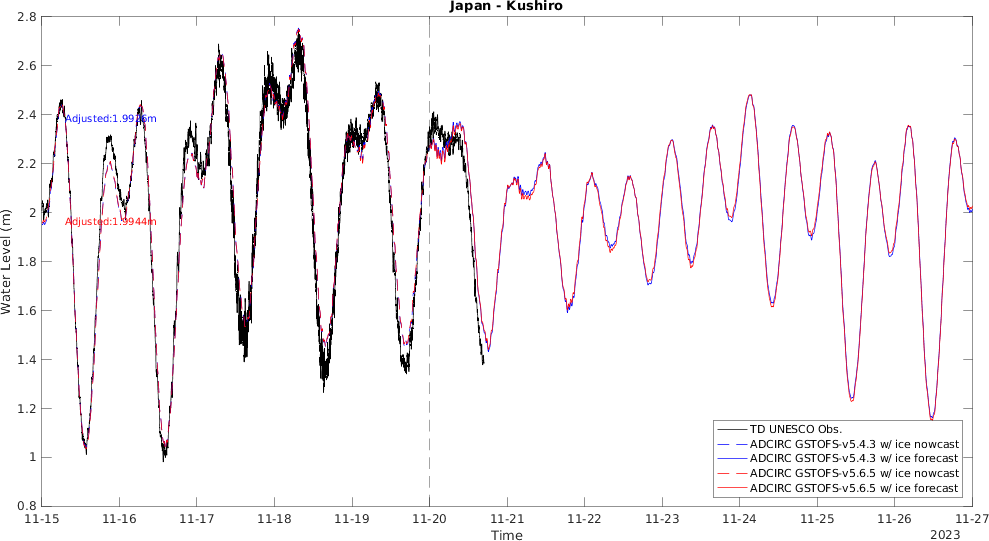 Japan - Kushiro
Water Level (m)
2.8
2.6
2.4
2.2
2
1.8
1.6
1.4
1.2
1
0.8
Adjusted:1.9944m
TD UNESCO Obs.
ADCIRC GSTOFS-v5.4.3 w/ ice nowcast
ADCIRC GSTOFS-v5.4.3 w/ ice forecast
ADCIRC GSTOFS-v5.6.5 w/ ice nowcast
ADCIRC GSTOFS-v5.6.5 w/ ice forecast
11-15 11-16 11-17 11-18 11-19 11-20 11-21 11-22 11-23 11-24 11-25 11-26 11-27
Time
2023